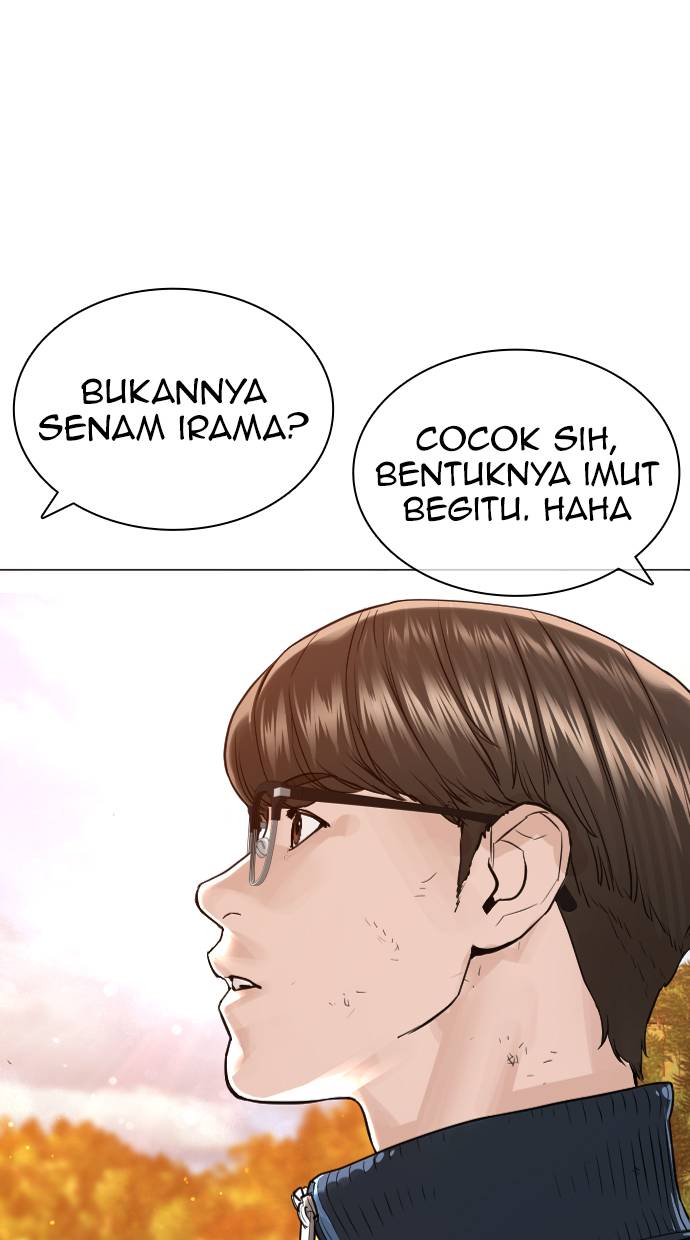 BUKANNYA
SENAM IRAMA?
COCOK SIH,
BENTUKNYA IMUT
BEGITU. HAHA